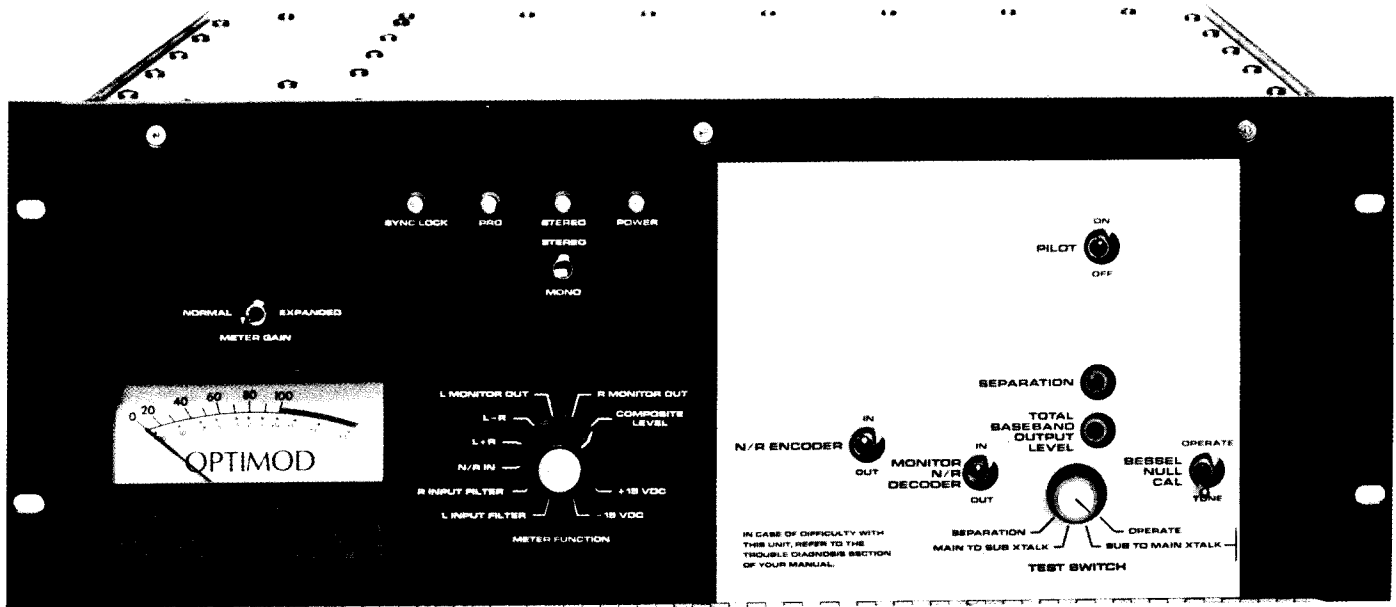 SYNC LOCK PRO STEREO POWER
STEREO
MONO
NORMAL EXPANDED
METER GAIN
0 20 40 60 80 100
OPTIMOD
L MONITOR OUT R MONITOR OUT
L-R COMPOSITE
LEVEL
L+R
N/R IN
R INPUT FILTER +15 VDC
L INPUT FILTER -15 VDC
METER FUNCTION
ON
PILOT
OFF
SEPARATION
TOTAL
BASEBAND
OUTPUT
LEVEL
IN
N/R ENCODER
OUT
IN
MONITOR
N/R
DECODER
OUT
OPERATE
BESSEL
NULL
CAL
TONE
SEPARATION OPERATE
MAIN TO SUB XTALK SUB TO MAIN XTALK
TEST SWITCH
IN CASE OF DIFFICULTY WITH
THIS UNIT, REFER TO THE
TROUBLE DIAGNOSIS SECTION
OF YOUR MANUAL.